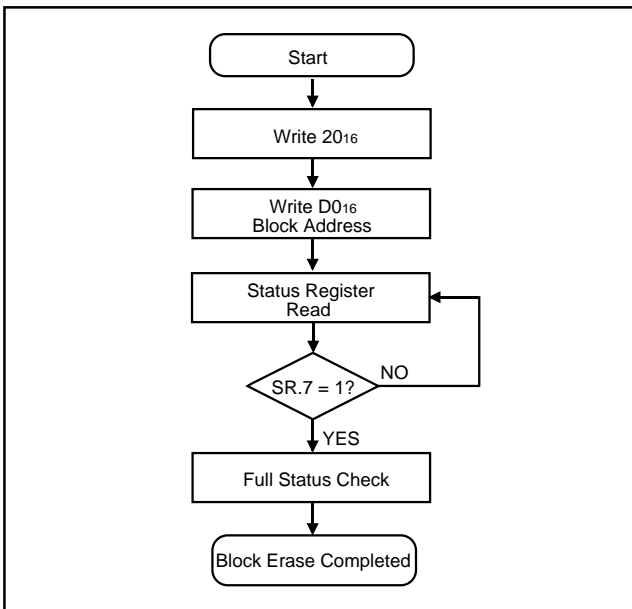 Start
Write 20₁₆
Write D0₁₆
Block Address
Status Register
Read
SR.7 = 1?
NO
YES
Full Status Check
Block Erase Completed